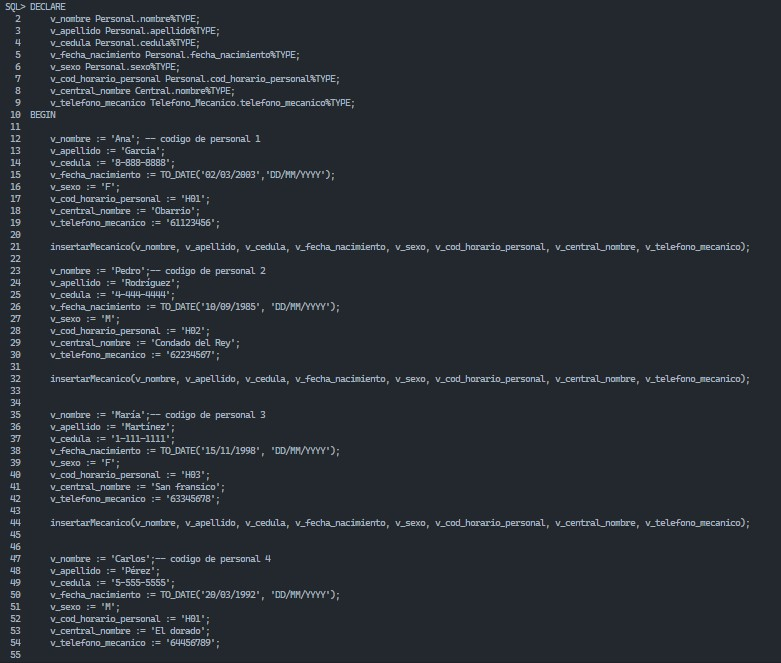 SQL> DECLARE
  2      v_nombre Personal.nombre%TYPE;
  3      v_apellido Personal.apellido%TYPE;
  4      v_cedula Personal.cedula%TYPE;
  5      v_fecha_nacimiento Personal.fecha_nacimiento%TYPE;
  6      v_sexo Personal.sexo%TYPE;
  7      v_cod_horario_personal Personal.cod_horario_personal%TYPE;
  8      v_central_nombre Central.nombre%TYPE;
  9      v_telefono_mecanico Telefono_Mecanico.telefono_mecanico%TYPE;
 10  BEGIN
 11
 12      v_nombre := 'Ana'; -- codigo de personal 1
 13      v_apellido := 'García';
 14      v_cedula := '8-888-8888';
 15      v_fecha_nacimiento := TO_DATE('02/03/2003','DD/MM/YYYY');
 16      v_sexo := 'F';
 17      v_cod_horario_personal := 'H01';
 18      v_central_nombre := 'Obarrio';
 19      v_telefono_mecanico := '61123456';
 20
 21      insertarMecanico(v_nombre, v_apellido, v_cedula, v_fecha_nacimiento, v_sexo, v_cod_horario_personal, v_central_nombre, v_telefono_mecanico);
 22
 23      v_nombre := 'Pedro';-- codigo de personal 2
 24      v_apellido := 'Rodríguez';
 25      v_cedula := '4-444-4444';
 26      v_fecha_nacimiento := TO_DATE('10/09/1985', 'DD/MM/YYYY');
 27      v_sexo := 'M';
 28      v_cod_horario_personal := 'H02';
 29      v_central_nombre := 'Condado del Rey';
 30      v_telefono_mecanico := '62234567';
 31
 32      insertarMecanico(v_nombre, v_apellido, v_cedula, v_fecha_nacimiento, v_sexo, v_cod_horario_personal, v_central_nombre, v_telefono_mecanico);
 33
 34
 35      v_nombre := 'María';-- codigo de personal 3
 36      v_apellido := 'Martínez';
 37      v_cedula := '1-111-1111';
 38      v_fecha_nacimiento := TO_DATE('15/11/1998', 'DD/MM/YYYY');
 39      v_sexo := 'F';
 40      v_cod_horario_personal := 'H03';
 41      v_central_nombre := 'San fransico';
 42      v_telefono_mecanico := '63345678';
 43
 44      insertarMecanico(v_nombre, v_apellido, v_cedula, v_fecha_nacimiento, v_sexo, v_cod_horario_personal, v_central_nombre, v_telefono_mecanico);
 45
 46
 47      v_nombre := 'Carlos';-- codigo de personal 4
 48      v_apellido := 'Pérez';
 49      v_cedula := '5-555-5555';
 50      v_fecha_nacimiento := TO_DATE('20/03/1992', 'DD/MM/YYYY');
 51      v_sexo := 'M';
 52      v_cod_horario_personal := 'H01';
 53      v_central_nombre := 'El dorado';
 54      v_telefono_mecanico := '64456789';
 55